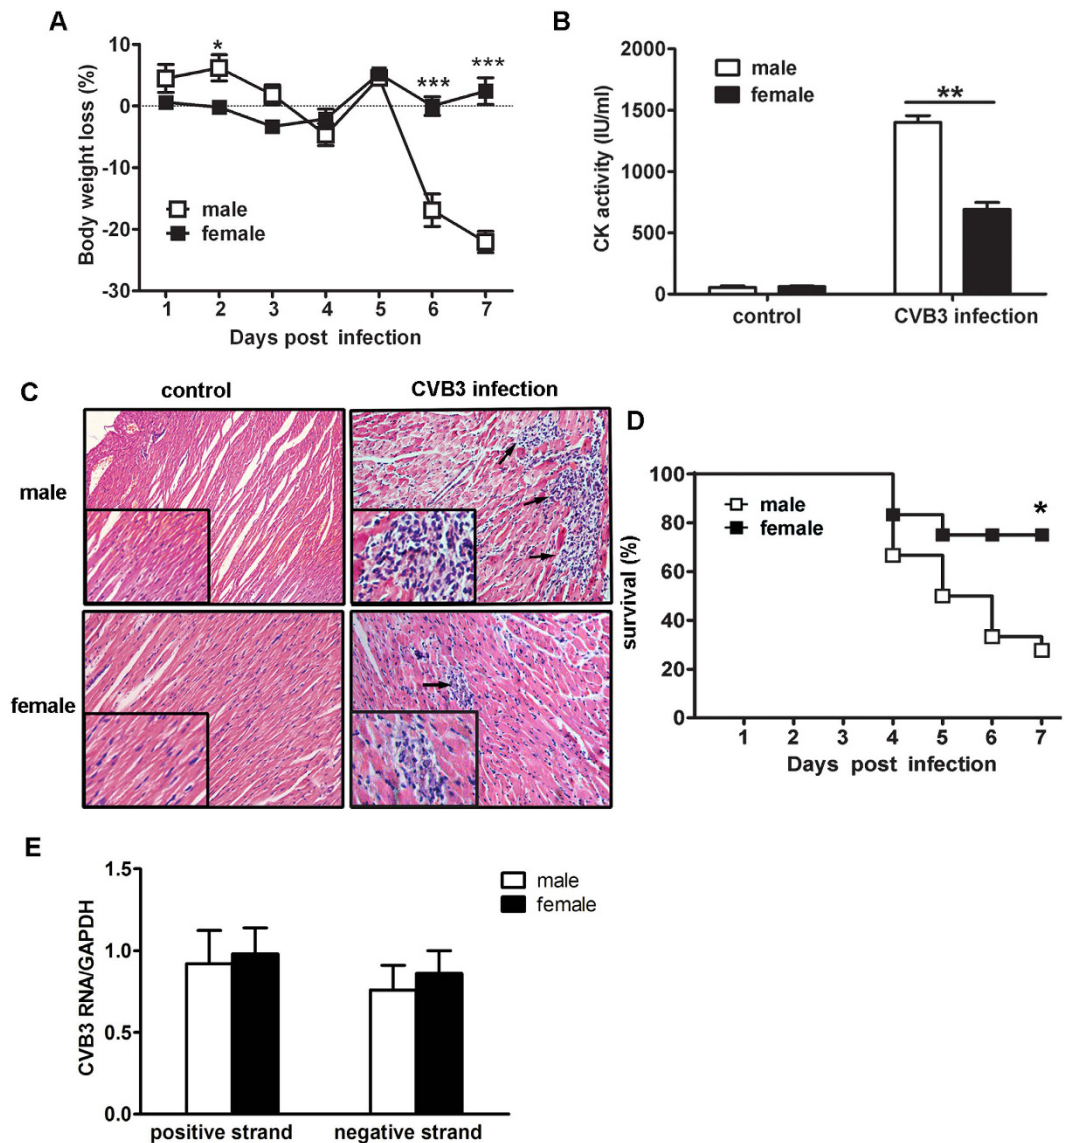 A
*
***
***
10
0
-10
-20
-30
Body weight loss (%)
male
female
1 2 3 4 5 6 7
Days post infection
B
2000
1500
1000
500
0
CK activity (IU/ml)
male
female
**
control CVB3 infection
C
control CVB3 infection
male
female
D
100
80
60
40
20
0
survival (%)
male
female
*
1 2 3 4 5 6 7
Days post infection
E
1.5
1.0
0.5
0.0
CVB3 RNA/GAPDH
male
female
positive strand negative strand